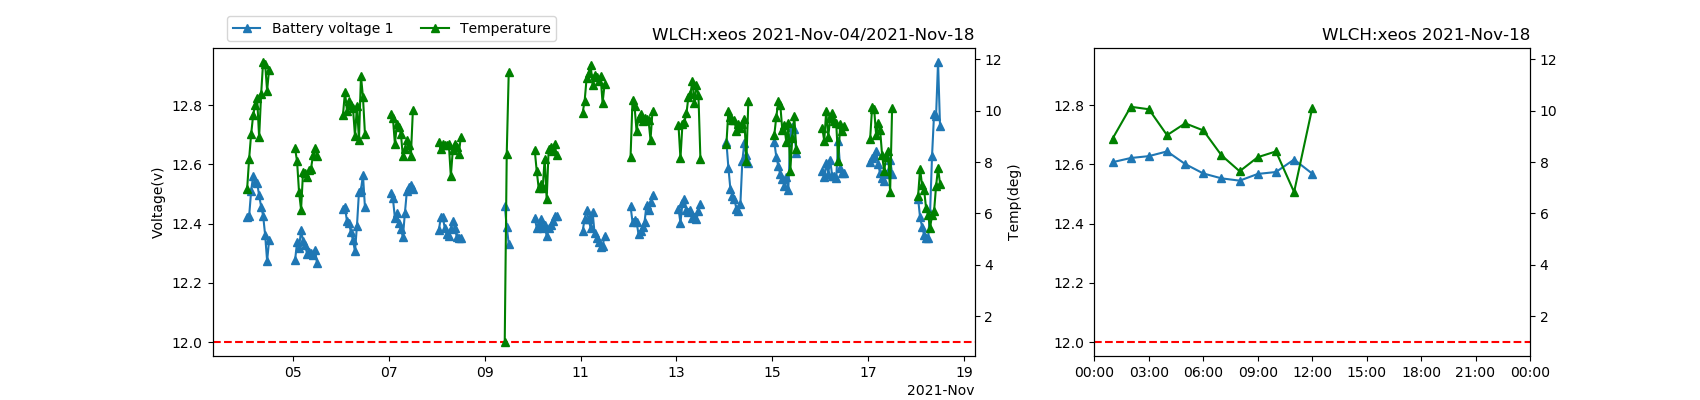 Battery voltage 1 Temperature
WLCH:xeos 2021-Nov-04/2021-Nov-18
WLCH:xeos 2021-Nov-18
Voltage(v)
12.8
12.6
12.4
12.2
12.0
12
10
8
6
4
2
Temp(deg)
05 07 09 11 13 15 17 19
2021-Nov
12.8
12.6
12.4
12.2
12.0
12
10
8
6
4
2
00:00 03:00 06:00 09:00 12:00 15:00 18:00 21:00 00:00